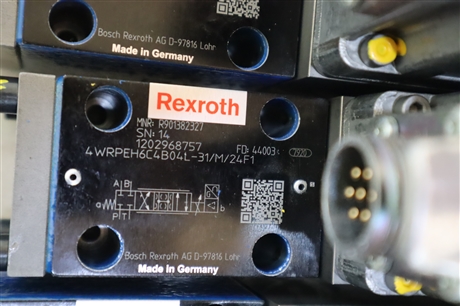 Bosch Rexroth AG D-97816 Lohr
Made in Germany
Rexroth
MNR: R901382327
SN: 14
1202968757
FD: 44003 7920
4WRPEH6C4B04L-31/M/24F1
A B
a
P T
b
Bosch Rexroth AG D-97816 Lohr
Made in Germany